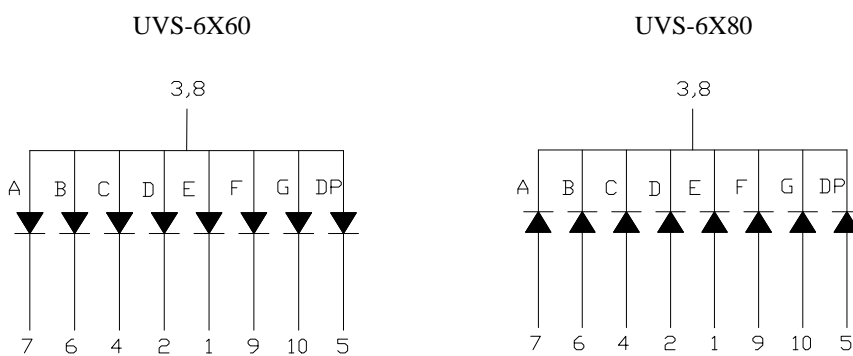 UVS-6X60 UVS-6X80
3,8 3,8
A B C D E F G DP A B C D E F G DP
7 6 4 2 1 9 10 5 7 6 4 2 1 9 10 5